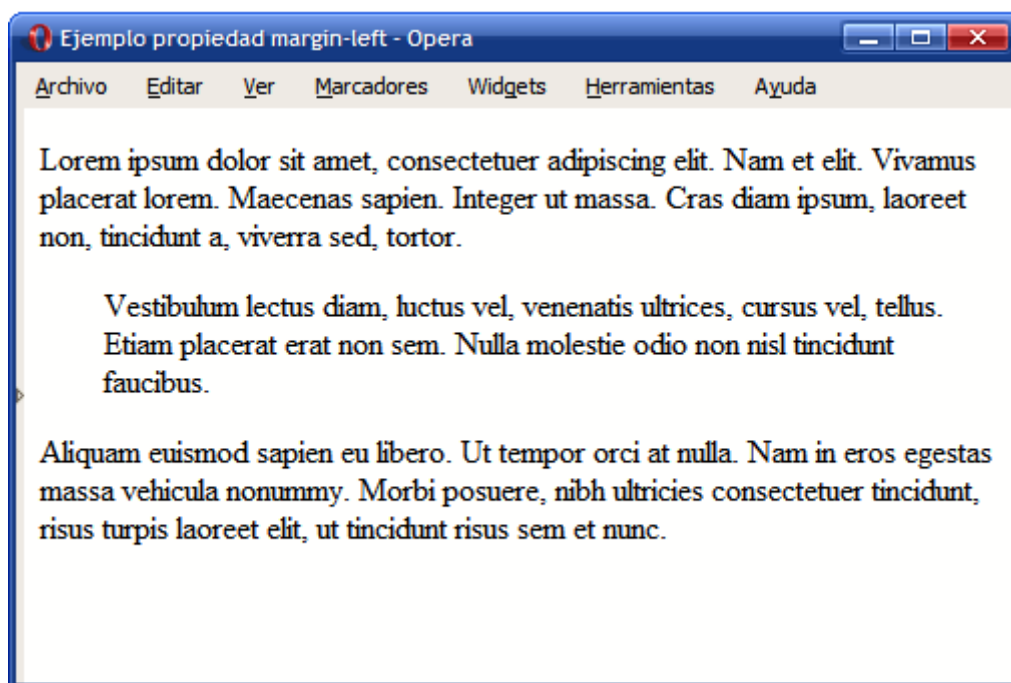 Ejemplo propiedad margin-left - Opera
Archivo Editar Ver Marcadores Widgets Herramientas Ayuda
Lorem ipsum dolor sit amet, consectetuer adipiscing elit. Nam et elit. Vivamus
placerat lorem. Maecenas sapien. Integer ut massa. Cras diam ipsum, laoreet
non, tincidunt a, viverra sed, tortor.
Vestibulum lectus diam, luctus vel, venenatis ultrices, cursus vel, tellus.
Etiam placerat erat non sem. Nulla molestie odio non nisl tincidunt
faucibus.
Aliquam euismod sapien eu libero. Ut tempor orci at nulla. Nam in eros egestas
massa vehicula nonummy. Morbi posuere, nibh ultricies consectetuer tincidunt,
risus turpis laoreet elit, ut tincidunt risus sem et nunc.